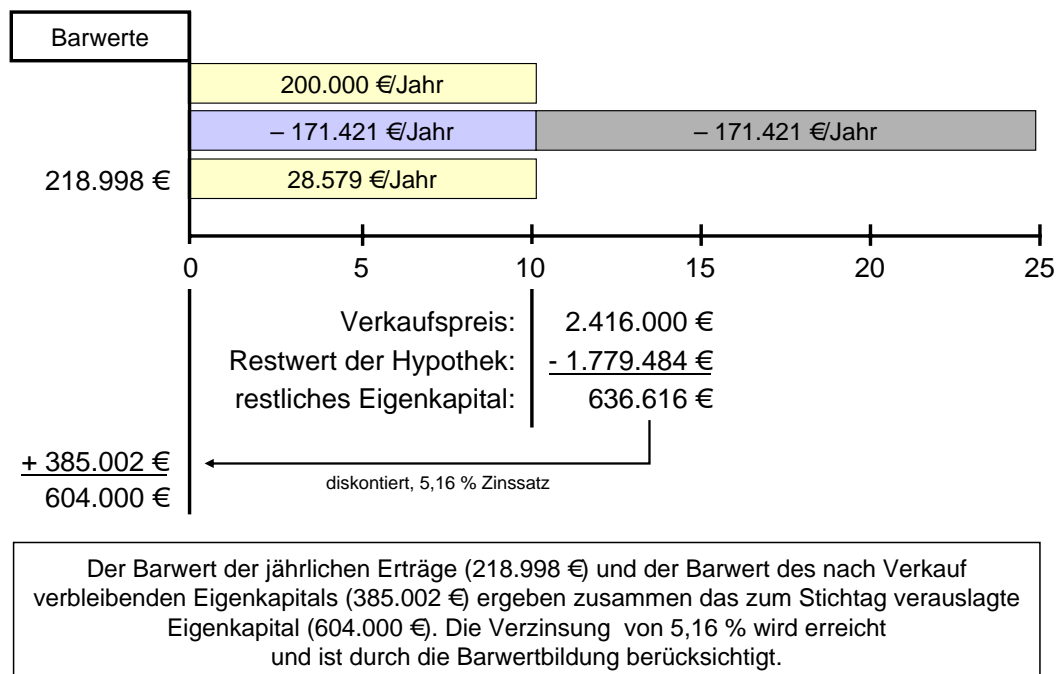 Barwerte
200.000 €/Jahr
– 171.421 €/Jahr – 171.421 €/Jahr
218.998 € 28.579 €/Jahr
0 5 10 15 20 25
Verkaufspreis: 2.416.000 €
Restwert der Hypothek: - 1.779.484 €
restliches Eigenkapital: 636.616 €
+ 385.002 €
diskontiert, 5,16 % Zinssatz
604.000 €
Der Barwert der jährlichen Erträge (218.998 €) und der Barwert des nach Verkauf
verbleibenden Eigenkapitals (385.002 €) ergeben zusammen das zum Stichtag verauslagte
Eigenkapital (604.000 €). Die Verzinsung von 5,16 % wird erreicht
und ist durch die Barwertbildung berücksichtigt.